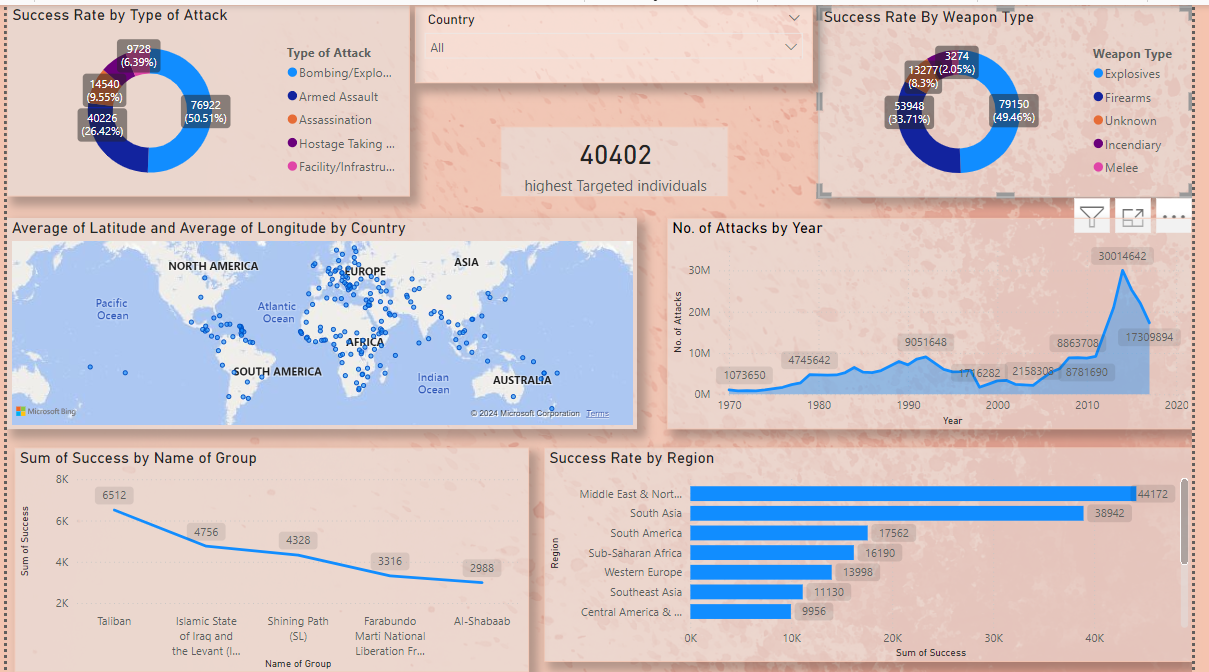 Success Rate by Type of Attack
9728
(6.39%)
14540
(9.55%)
40226
(26.42%)
76922
(50.51%)
Type of Attack
Bombing/Explo...
Armed Assault
Assassination
Hostage Taking ...
Facility/Infrastru...
Country
All
40402
highest Targeted individuals
Success Rate By Weapon Type
3274
(2.05%)
13277
(8.3%)
53948
(33.71%)
79150
(49.46%)
Weapon Type
Explosives
Firearms
Unknown
Incendiary
Melee
Average of Latitude and Average of Longitude by Country
NORTH AMERICA
EUROPE
ASIA
Pacific
Ocean
Atlantic
Ocean
AFRICA
SOUTH AMERICA
Indian
Ocean
AUSTRALIA
Microsoft Bing
© 2024 Microsoft Corporation Terms
No. of Attacks by Year
No. of Attacks
30M
20M
10M
0M
1073650
4745642
9051648
1716282
2158308
8863708
8781690
30014642
17309894
1970
1980
1990
2000
2010
2020
Year
Sum of Success by Name of Group
Sum of Success
8K
6K
4K
2K
6512
4756
4328
3316
2988
Taliban
Islamic State
of Iraq and
the Levant (I...
Shining Path
(SL)
Farabundo
Marti National
Liberation Fr...
Al-Shabaab
Name of Group
Success Rate by Region
Region
Middle East & Nort...
44172
South Asia
38942
South America
17562
Sub-Saharan Africa
16190
Western Europe
13998
Southeast Asia
11130
Central America & ...
9956
0K
10K
20K
30K
40K
Sum of Success